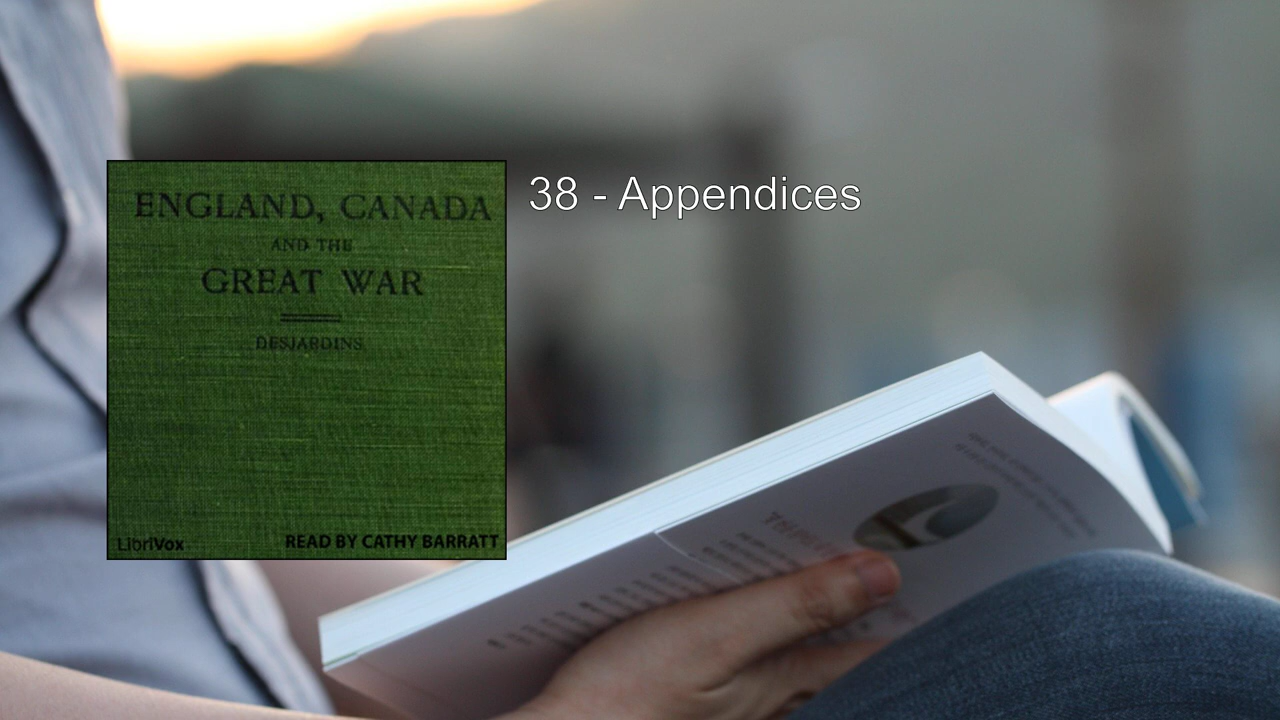 ENGLAND, CANADA
AND THE
GREAT WAR
DESJARDINS
LibriVox
READ BY CATHY BARRATT
38 - Appendices